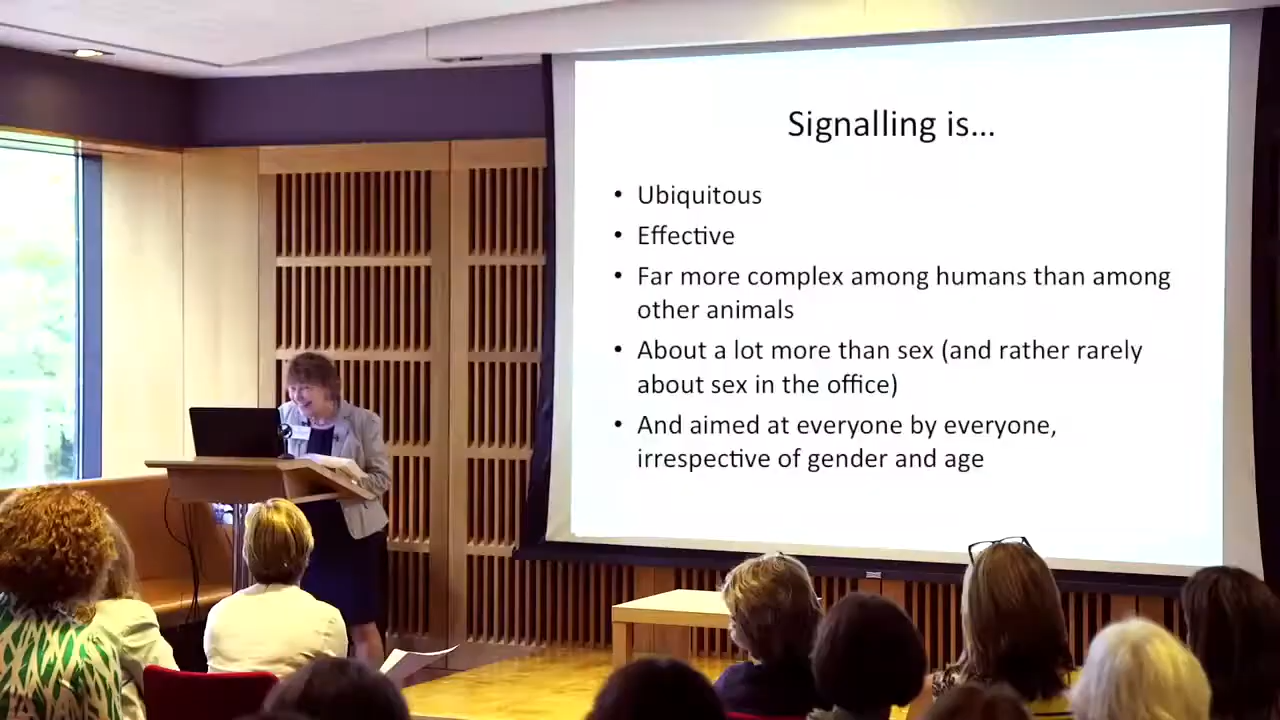 Signalling is...
• Ubiquitous
• Effective
• Far more complex among humans than among
other animals
• About a lot more than sex (and rather rarely
about sex in the office)
• And aimed at everyone by everyone,
irrespective of gender and age